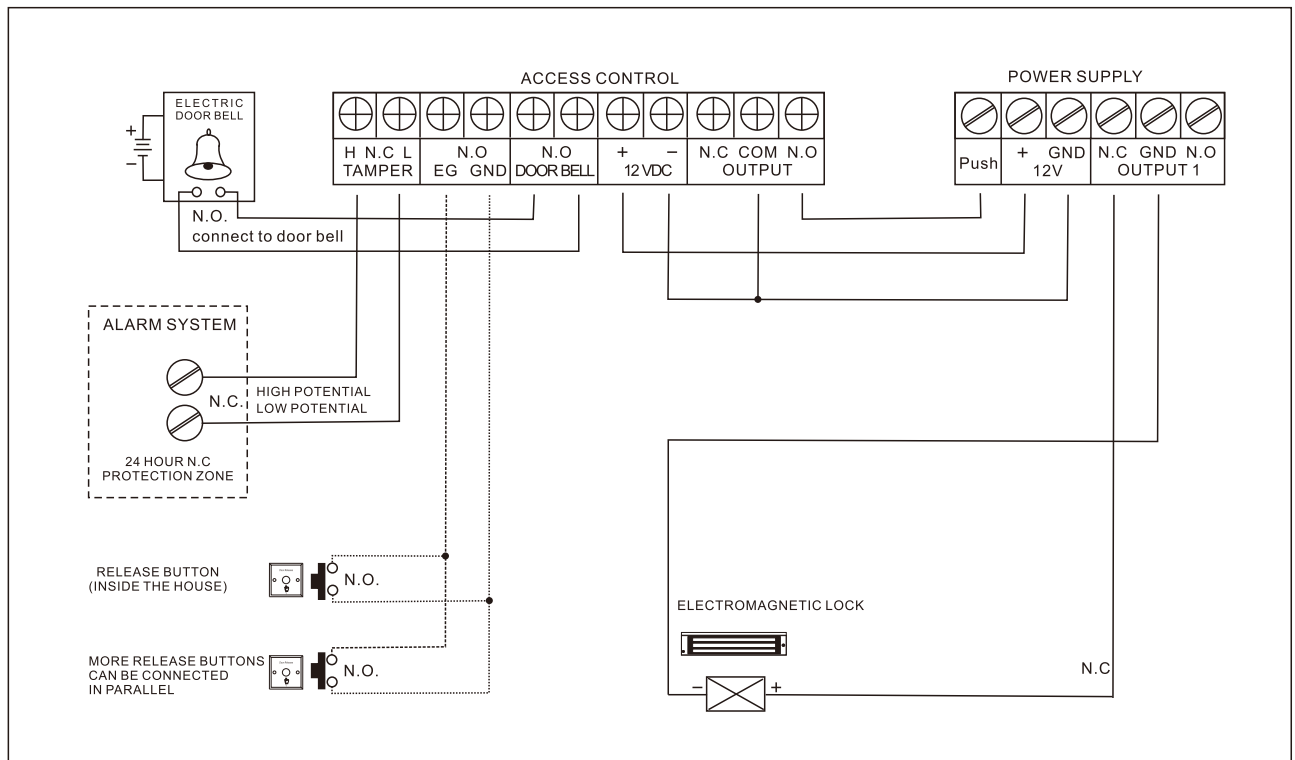 ACCESS CONTROL
POWER SUPPLY
ELECTRIC
DOOR BELL
+
−
H N.C L
TAMPER
N.O
EG GND
N.O
DOOR BELL
+ −
12 VDC
N.C COM N.O
OUTPUT
Push
+ GND
12V
N.C GND N.O
OUTPUT 1
N.O.
connect to door bell
ALARM SYSTEM
N.C.
HIGH POTENTIAL
LOW POTENTIAL
24 HOUR N.C
PROTECTION ZONE
RELEASE BUTTON
(INSIDE THE HOUSE)
N.O.
MORE RELEASE BUTTONS
CAN BE CONNECTED
IN PARALLEL
N.O.
ELECTROMAGNETIC LOCK
N.C
− +